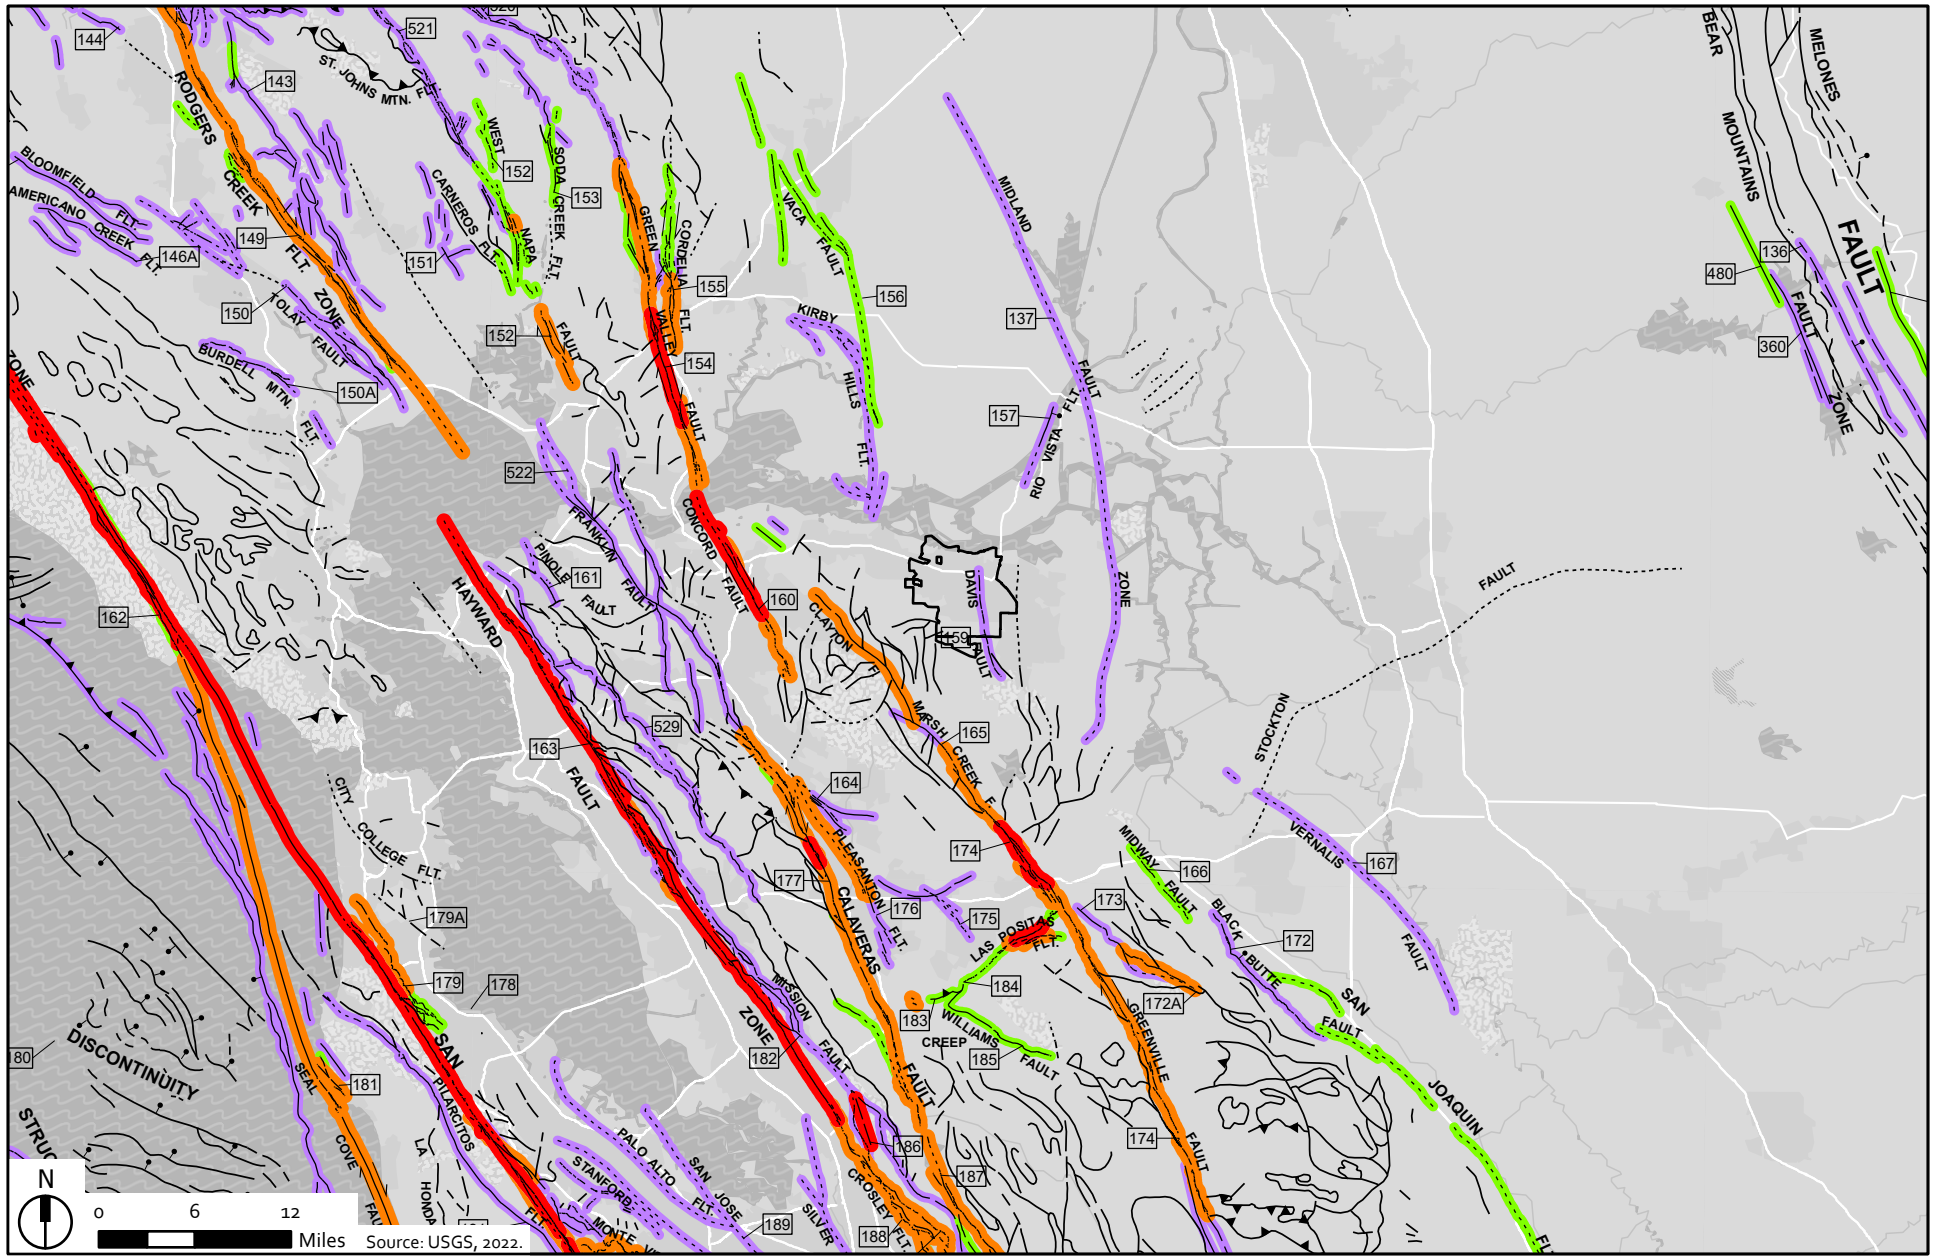 144
521
ST. JOHNS MTN. F
BEAR
MELONES
143
RODGERS
WEST
152
SODA
153
MOUNTAINS
BLOOMFIELD
FLT.
AMERICANO
CREEK
FLT.
146A
CREEK
149
FLT.
CARNEROS
FLT.
151
NAPA
CREEK
FLT.
GREEN
CORDELIA
155
FLT.
VACA
FAULT
156
MIDLAND
137
FAULT
136
480
FAULT
360
ZONE
150
TOLAY
FAULT
ZONE
BURDELL
MTN.
FLT.
150A
152
FAULT
VALLEY
154
FAULT
KIRBY
HILLS
FLT.
FAULT
157
RIO VISTA FLT.
ZONE
522
FRANKLIN
FAULT
CONCORD
FAULT
PINOLE
161
FAULT
160
HAYWARD
162
CLAYTON
F.
DAVIS
159
FAULT
ZONE
FAULT
STOCKTON
MARSH CREEK F.
165
529
163
FAULT
164
CITY
COLLEGE FLT.
PLEASANTON
174
MIDWAY
166
FAULT
VERNALIS
167
FAULT
177
CALAVERAS
176
FLT.
175
173
BLACK
172
BUTTE
179A
LAS POSITAS
FLT.
179
178
MISSION
184
172A
SAN
FAULT
183
WILLIAMS
CREEP
185
FAULT
GREENVILLE
ZONE
182
FAULT
180
DISCONTINUITY
SAN
SEAL
181
PILARCITOS
FAULT
JOAQUIN
174
FAULT
STRUC
COVE
LA
HONDA
PALO ALTO
FLT.
SAN JOSE
STANFORD
186
187
CROSLEY
FLT.
188
189
SILVER
MONTE
FLT.
N
0 6 12
Miles Source: USGS, 2022.